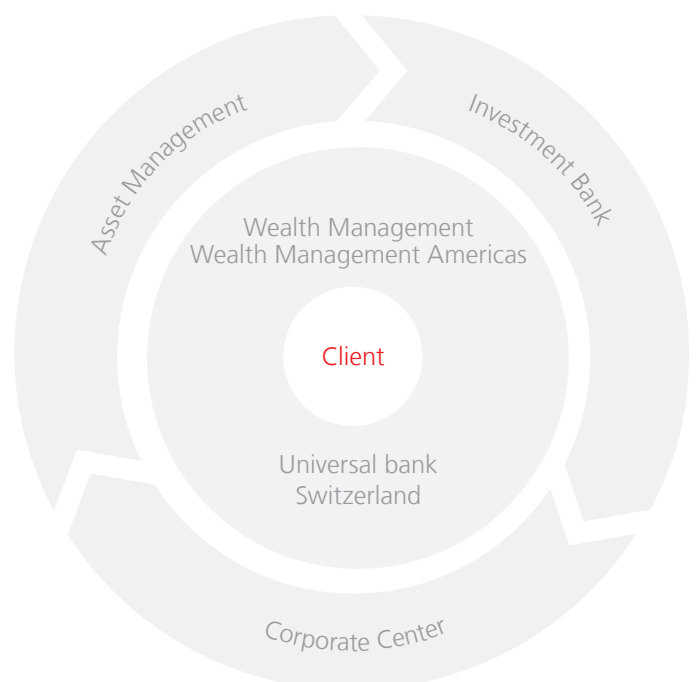 Asset Management
Investment Bank
Wealth Management
Wealth Management Americas
Client
Universal bank
Switzerland
Corporate Center